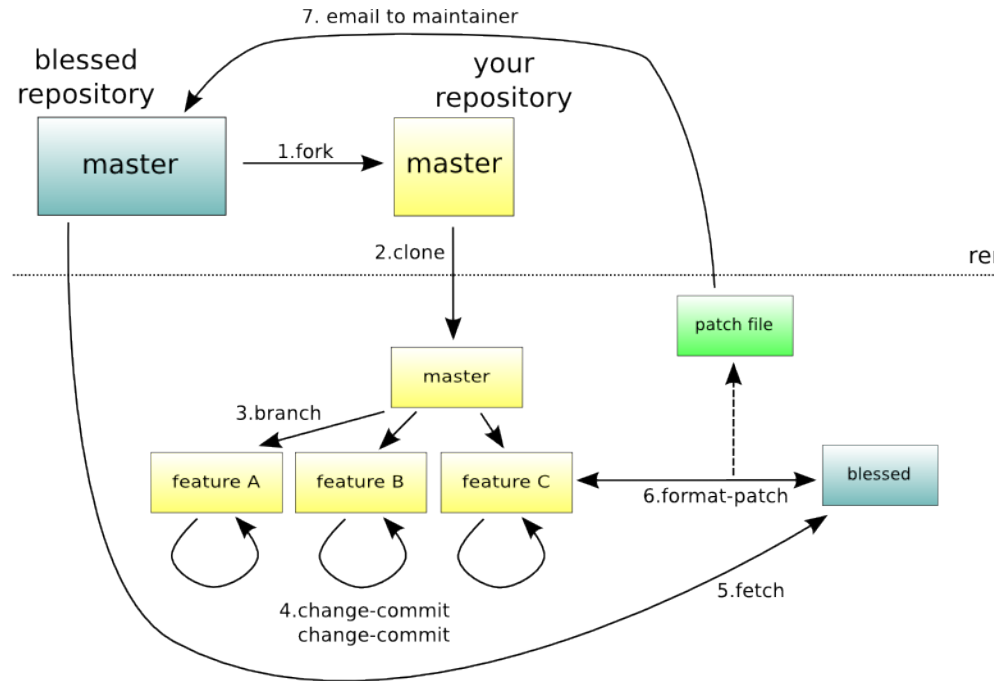 7. email to maintainer
blessed
repository
your
repository
master
1.fork
master
2.clone
patch file
master
3.branch
feature A
feature B
feature C
blessed
6.format-patch
5.fetch
4.change-commit
change-commit